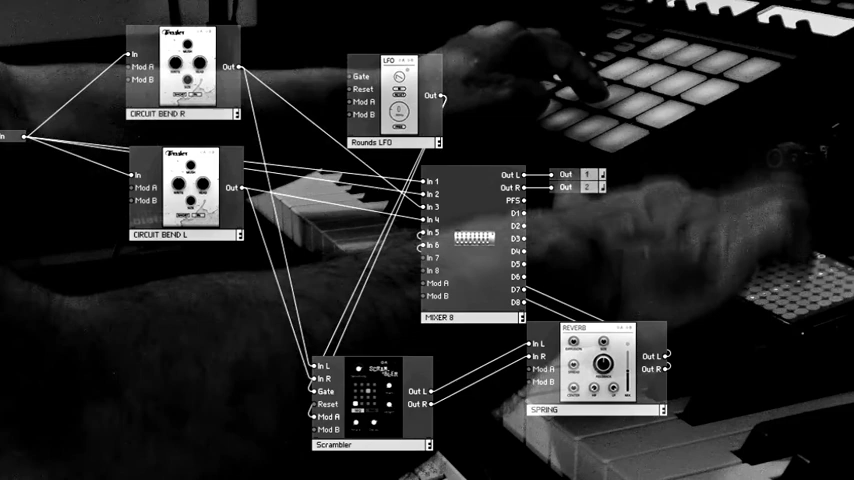 In
In
Mod A
Mod B
Out
CIRCUIT BEND R
In
Mod A
Mod B
Out
CIRCUIT BEND L
LFO
Gate
Reset
Mod A
Mod B
Out
Rounds LFO
In 1
In 2
In 3
In 4
In 5
In 6
In 7
In 8
Mod A
Mod B
Out L
Out R
PFS
D1
D2
D3
D4
D5
D6
D7
D8
MIXER 8
Out 1
Out 2
In L
In R
Gate
Reset
Mod A
Mod B
Out L
Out R
Scrambler
REVERB
In L
In R
Mod A
Mod B
Out L
Out R
SPRING